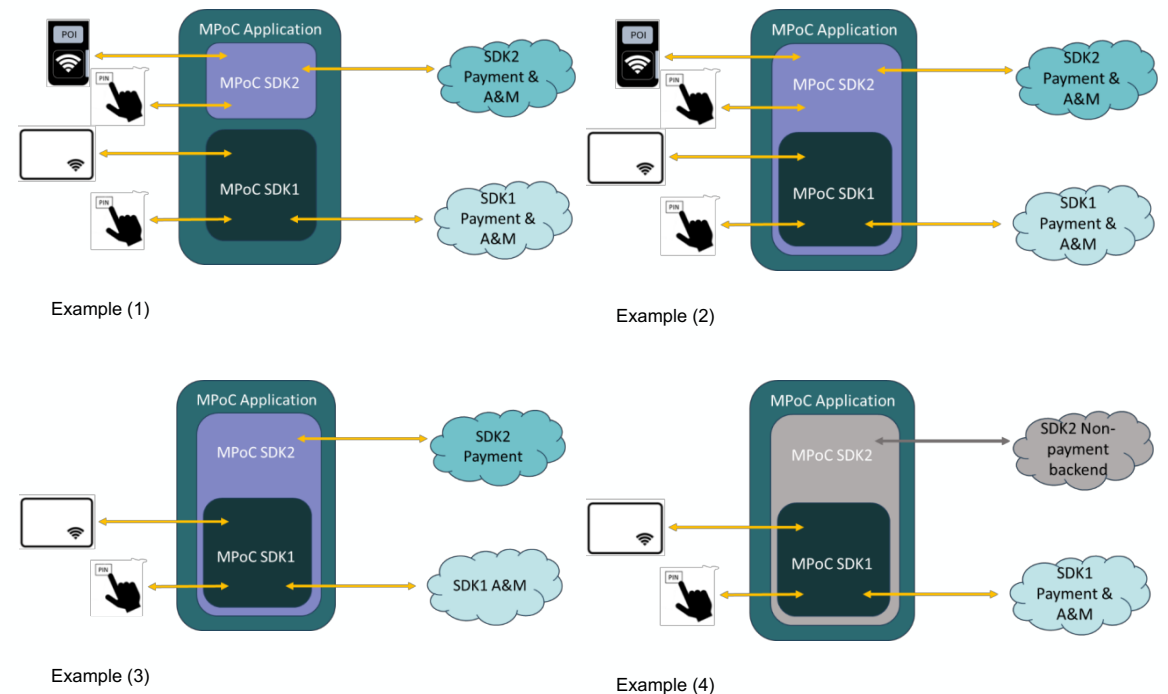 MPoC Application
POI
MPoC SDK2
PIN
SDK2
Payment &
A&M
MPoC SDK1
PIN
SDK1
Payment &
A&M
Example (1)
MPoC Application
POI
MPoC SDK2
PIN
SDK2
Payment &
A&M
MPoC SDK1
PIN
SDK1
Payment &
A&M
Example (2)
MPoC Application
MPoC SDK2
SDK2
Payment
MPoC SDK1
PIN
SDK1 A&M
Example (3)
MPoC Application
MPoC SDK2
SDK2 Non-
payment
backend
MPoC SDK1
PIN
SDK1
Payment &
A&M
Example (4)